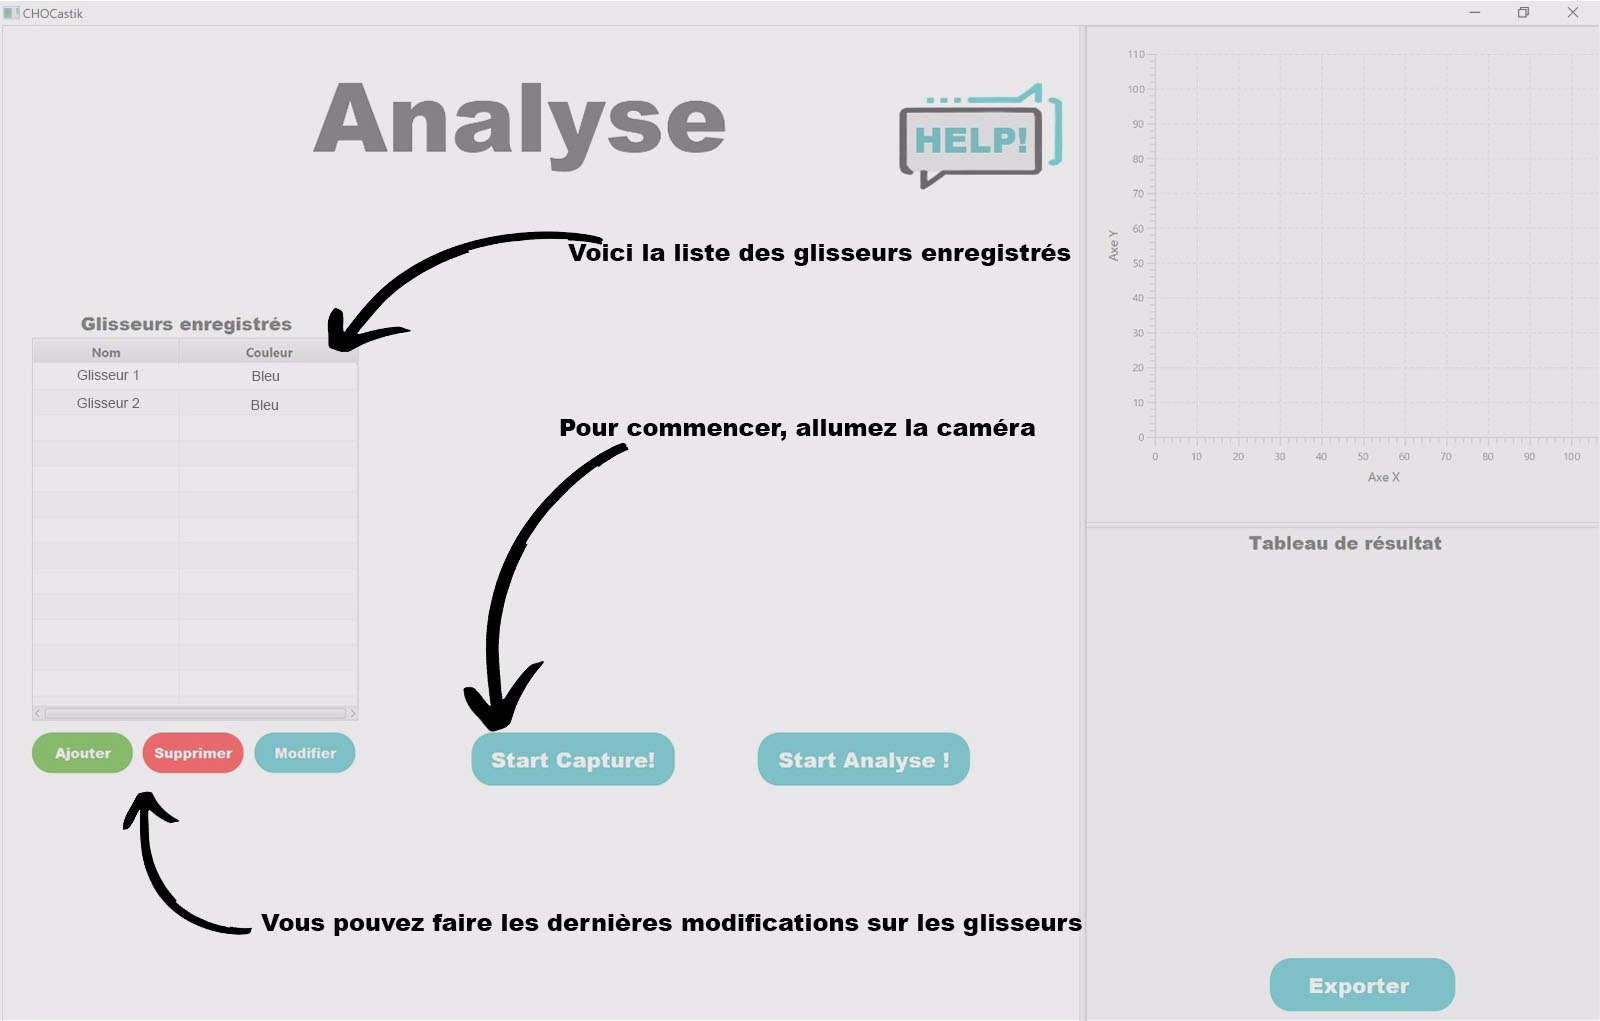 CHOCastik
Analyse
HELP!
Voici la liste des glisseurs enregistrés
Glisseurs enregistrés
Nom Couleur
Glisseur 1 Bleu
Glisseur 2 Bleu
Pour commencer, allumez la caméra
Ajouter Supprimer Modifier
Start Capture! Start Analyse !
Vous pouvez faire les dernières modifications sur les glisseurs
110
100
90
80
70
60
50
40
30
20
10
0
Axe Y
0 10 20 30 40 50 60 70 80 90 100
Axe X
Tableau de résultat
Exporter